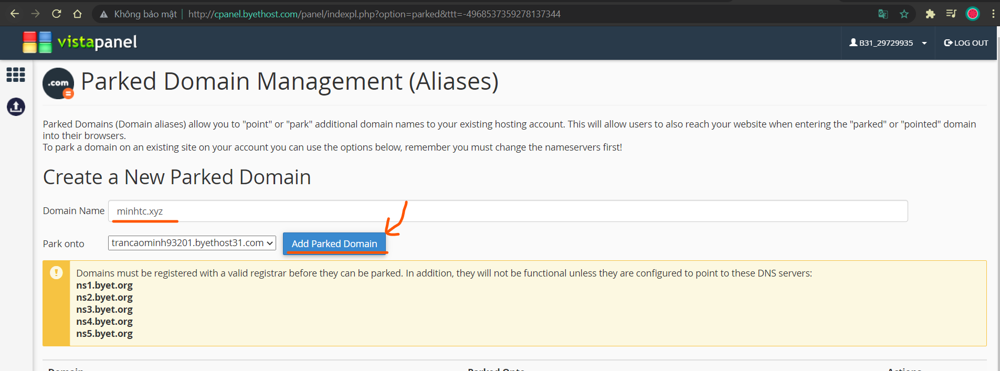 Không bảo mật | http://cpanel.byethost.com/panel/indexpl.php?option=parked&ttt=-4968537359278137344
vistapanel
B31_29729935
LOG OUT
.com
Parked Domain Management (Aliases)
Parked Domains (Domain aliases) allow you to "point" or "park" additional domain names to your existing hosting account. This will allow users to also reach your website when entering the "parked" or "pointed" domain
into their browsers.
To park a domain on an existing site on your account you can use the options below, remember you must change the nameservers first!
Create a New Parked Domain
Domain Name minhtc.xyz
Park onto trancaominh93201.byethost31.com Add Parked Domain
Domains must be registered with a valid registrar before they can be parked. In addition, they will not be functional unless they are configured to point to these DNS servers:
ns1.byet.org
ns2.byet.org
ns3.byet.org
ns4.byet.org
ns5.byet.org
Domain Parked Onto Actions